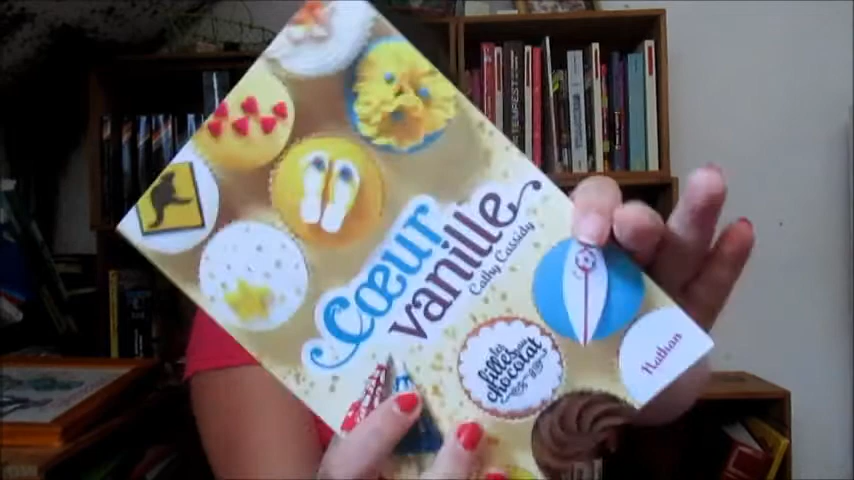 Cœur
vanille
Cathy Cassidy
les
filles au
chocolat
Nathan
TEMPEST